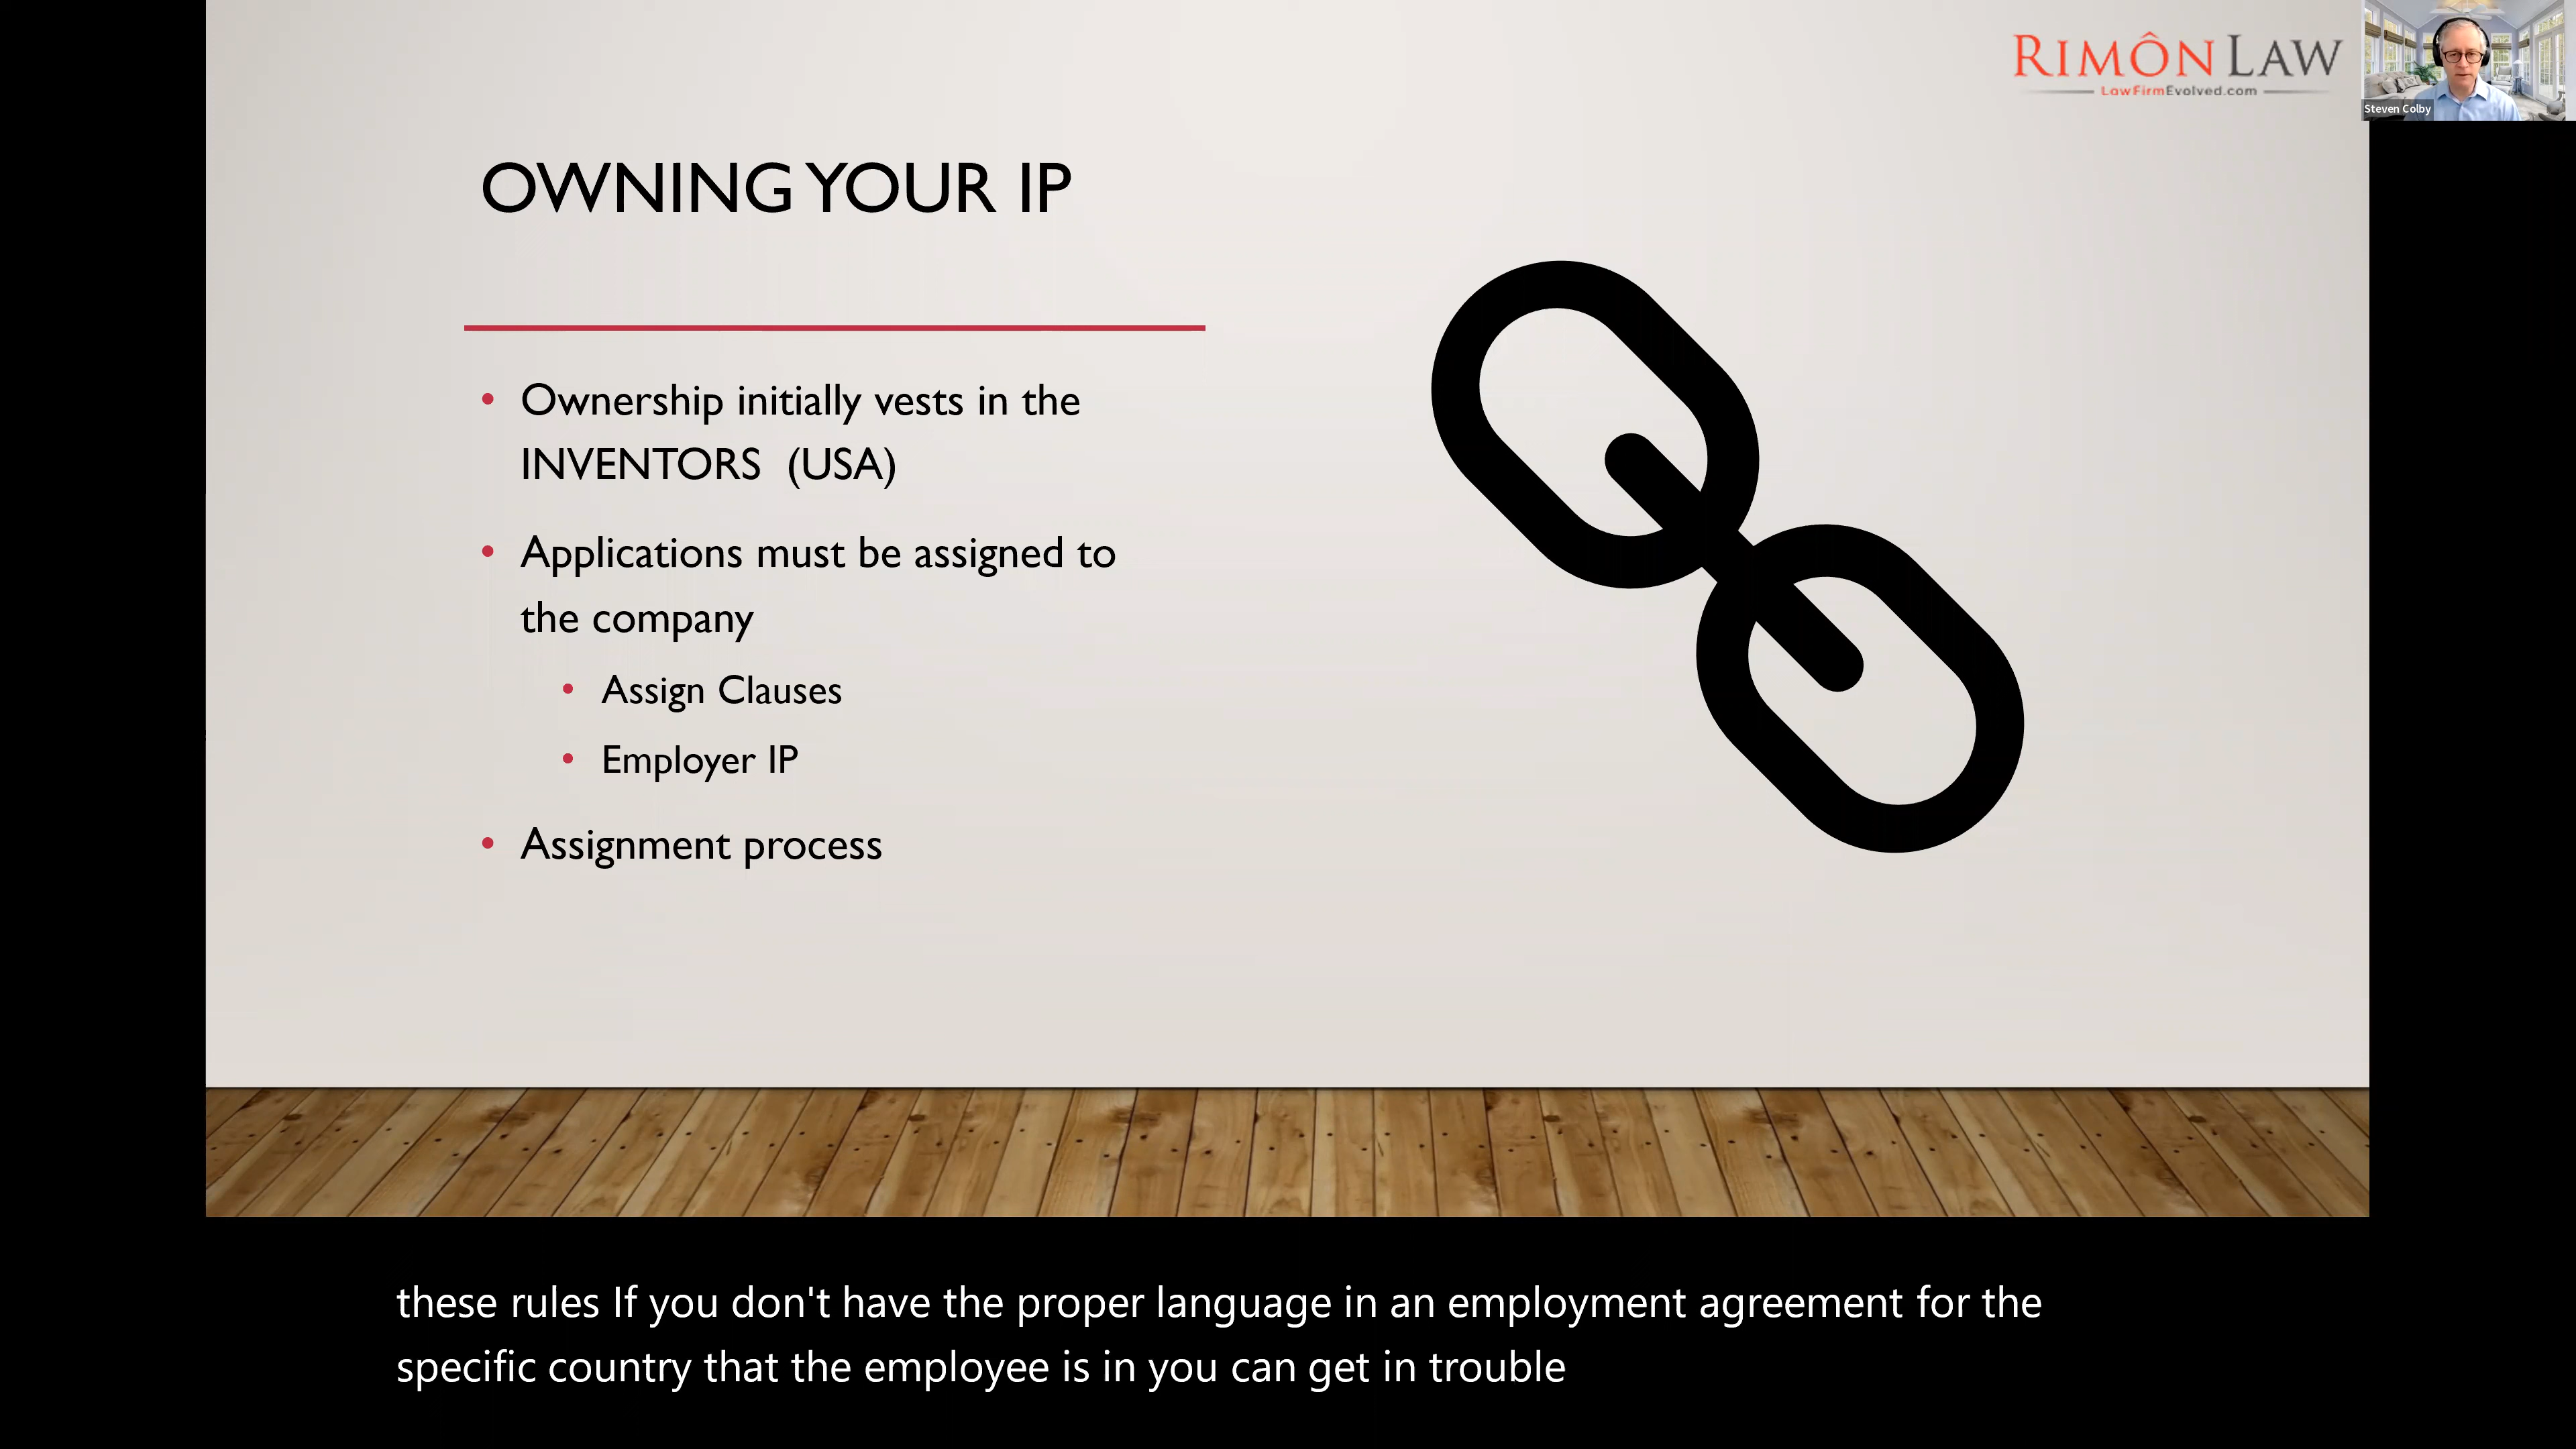 RIMÔN LAW
LawFirmEvolved.com
Steven Colby
OWNING YOUR IP
• Ownership initially vests in the
INVENTORS (USA)
• Applications must be assigned to
the company
• Assign Clauses
• Employer IP
• Assignment process
these rules If you don't have the proper language in an employment agreement for the
specific country that the employee is in you can get in trouble